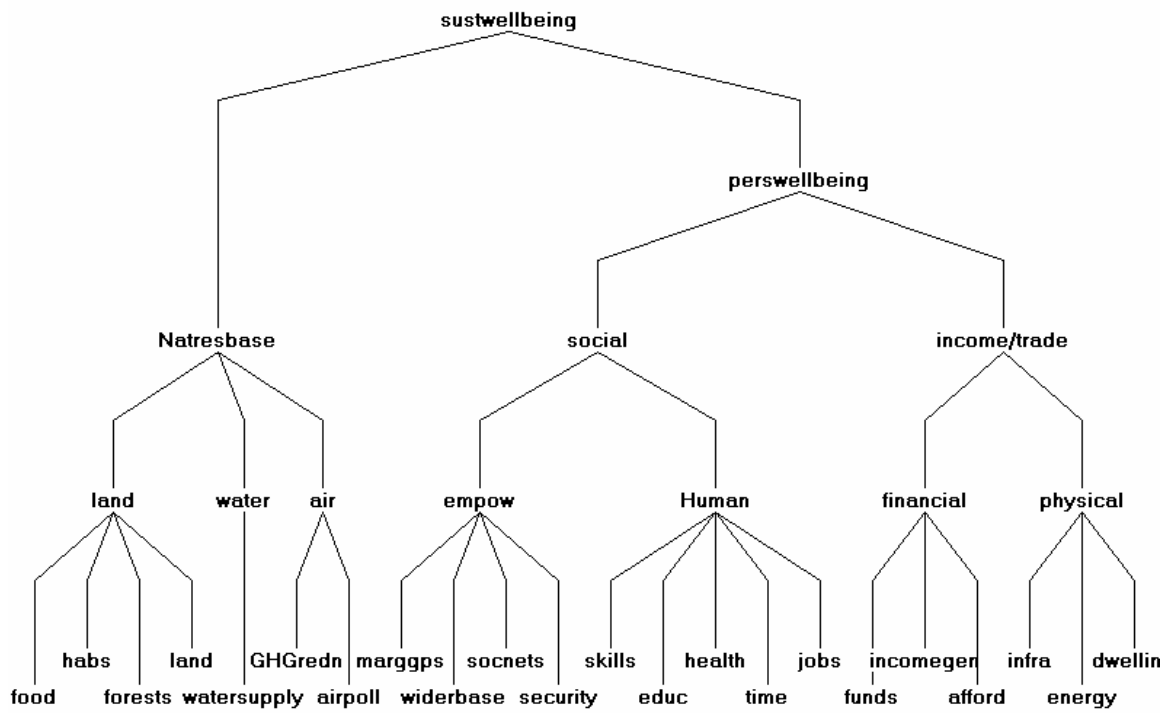 sustwellbeing
perswellbeing
Natresbase social income/trade
land water air empow Human financial physical
habs land GHGredn marggps socnets skills health jobs incomegen infra dwellin
food forests watersupply airpoll widerbase security educ time funds afford energy